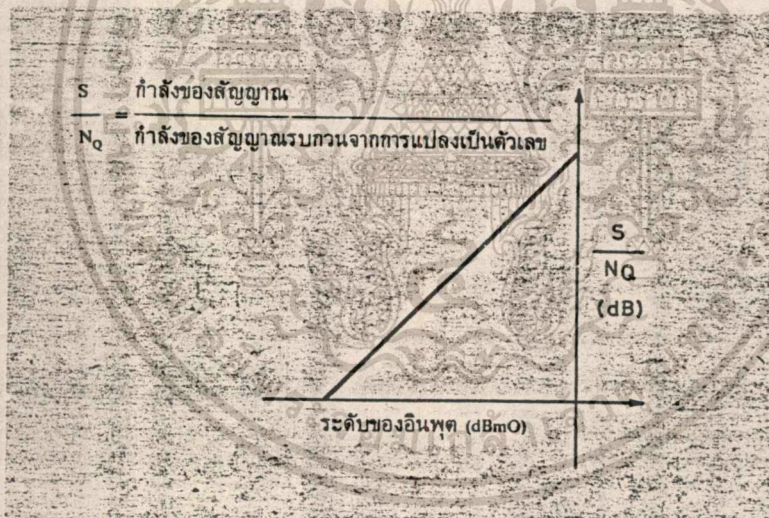 S กำลังของสัญญาณ
— = —
N_Q กำลังของสัญญาณรบกวนจากการแปลงเป็นตัวเลข
S
NQ
(dB)
ระดับของอินพุต (dBmO)